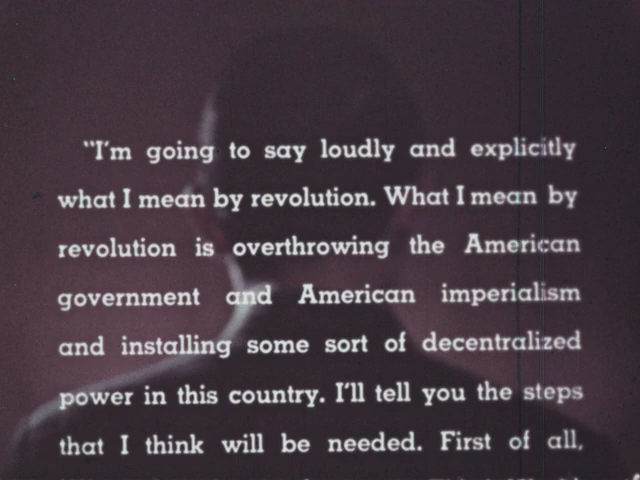 "I'm going to say loudly and explicitly
what I mean by revolution. What I mean by
revolution is overthrowing the American
government and American imperialism
and installing some sort of decentralized
power in this country. I'll tell you the steps
that I think will be needed. First of all,